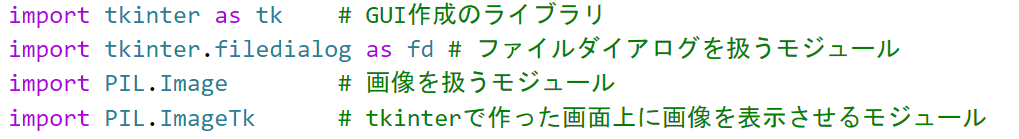 import tkinter as tk    # GUI作成のライブラリ
import tkinter.filedialog as fd # ファイルダイアログを扱うモジュール
import PIL.Image        # 画像を扱うモジュール
import PIL.ImageTk      # tkinterで作った画面上に画像を表示させるモジュール